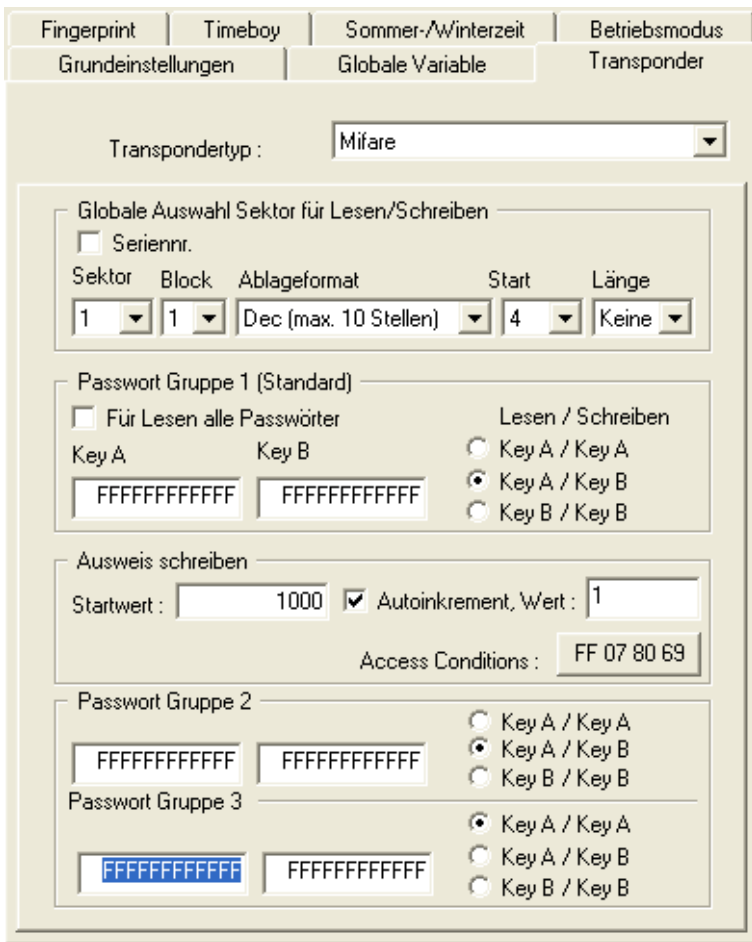 Fingerprint Timeboy Sommer-/Winterzeit Betriebsmodus
Grundeinstellungen Globale Variable Transponder
Transpondertyp : Mifare
Globale Auswahl Sektor für Lesen/Schreiben
Seriennr.
Sektor Block Ablageformat Start Länge
1 1 Dec (max. 10 Stellen) 4 Keine
Passwort Gruppe 1 (Standard)
Für Lesen alle Passwörter Lesen / Schreiben
Key A Key B Key A / Key A
FFFFFFFFFFFF FFFFFFFFFFFF Key A / Key B
Key B / Key B
Ausweis schreiben
Startwert : 1000 Autoinkrement, Wert : 1
Access Conditions : FF 07 80 69
Passwort Gruppe 2
Key A / Key A
FFFFFFFFFFFF FFFFFFFFFFFF Key A / Key B
Key B / Key B
Passwort Gruppe 3
Key A / Key A
FFFFFFFFFFFF FFFFFFFFFFFF Key A / Key B
Key B / Key B